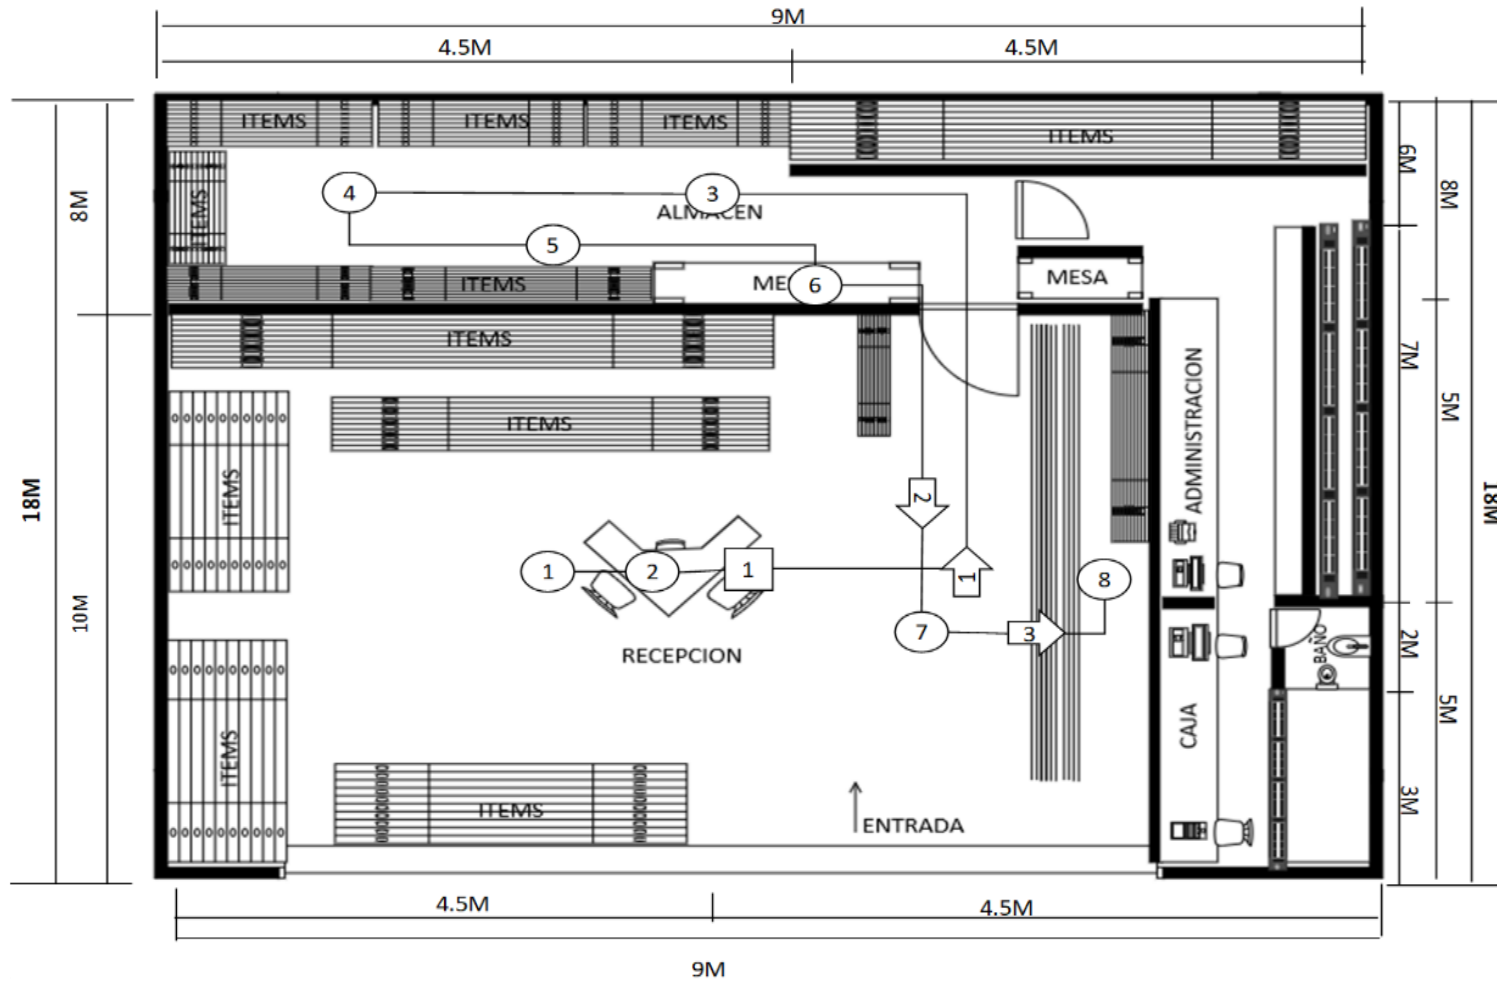 9M
4.5M
4.5M
ITEMS
ITEMS
ITEMS
ITEMS
6M
8M
8M
ITEMS
4
3
ALMACEN
5
ITEMS
ME
6
MESA
ITEMS
7M
ITEMS
ADMINISTRACION
5M
ITEMS
18M
18M
2
1
2
1
1
8
10M
7
3
RECEPCION
BAÑO
2M
ITEMS
CAJA
5M
ITEMS
ENTRADA
3M
4.5M
4.5M
9M